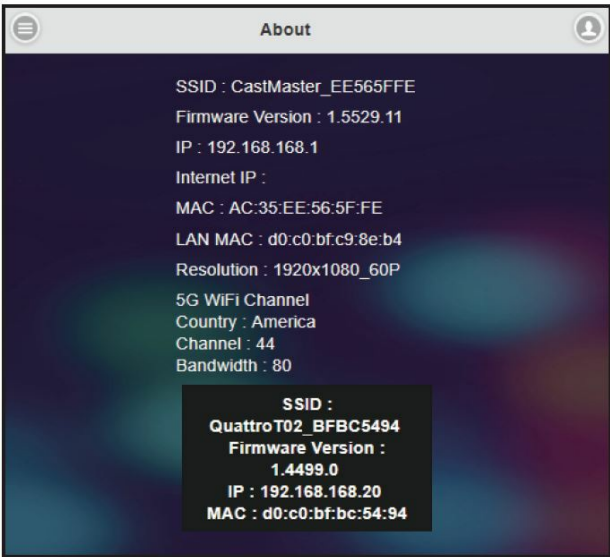 About
SSID : CastMaster_EE565FFE
Firmware Version : 1.5529.11
IP : 192.168.168.1
Internet IP :
MAC : AC:35:EE:56:5F:FE
LAN MAC : d0:c0:bf:c9:8e:b4
Resolution : 1920x1080_60P
5G WiFi Channel
Country : America
Channel : 44
Bandwidth : 80
SSID :
QuattroT02_BFBC5494
Firmware Version :
1.4499.0
IP : 192.168.168.20
MAC : d0:c0:bf:bc:54:94